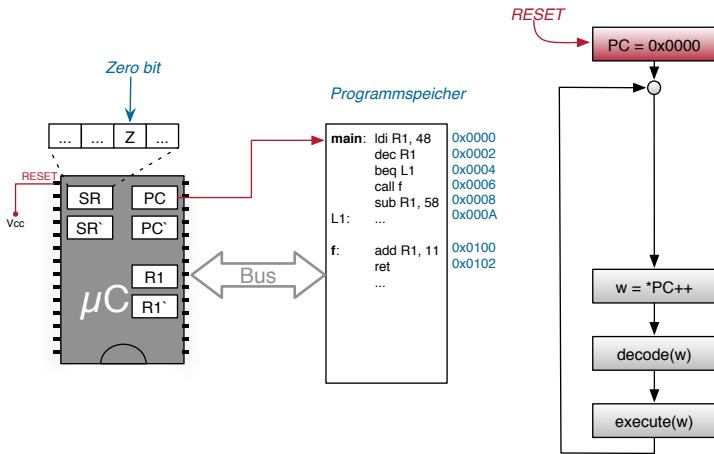 RESET
PC = 0x0000
Zero bit
Programmspeicher
... ... Z ...
main: ldi R1, 48 0x0000
dec R1 0x0002
beq L1 0x0004
call f 0x0006
sub R1, 58 0x0008
L1: ... 0x000A
f: add R1, 11 0x0100
ret 0x0102
...
RESET
Vcc
SR PC
SR` PC`
R1
R1`
µC
Bus
w = *PC++
decode(w)
execute(w)